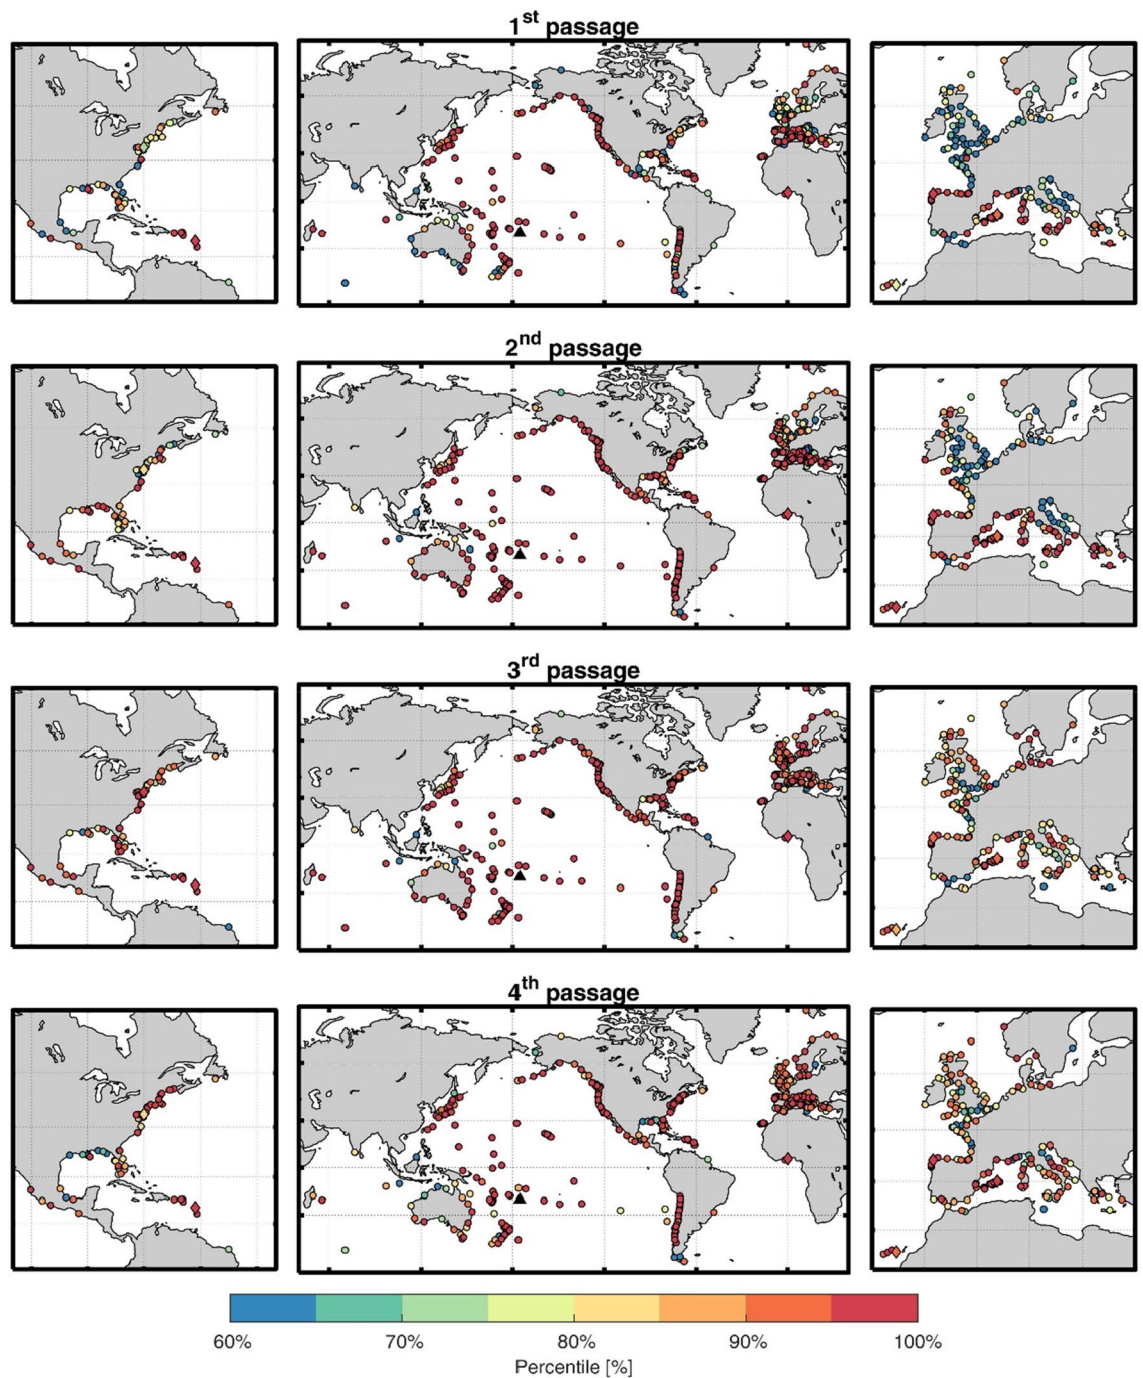 1st passage
2nd passage
3rd passage
4th passage
60% 70% 80% 90% 100%
Percentile [%]